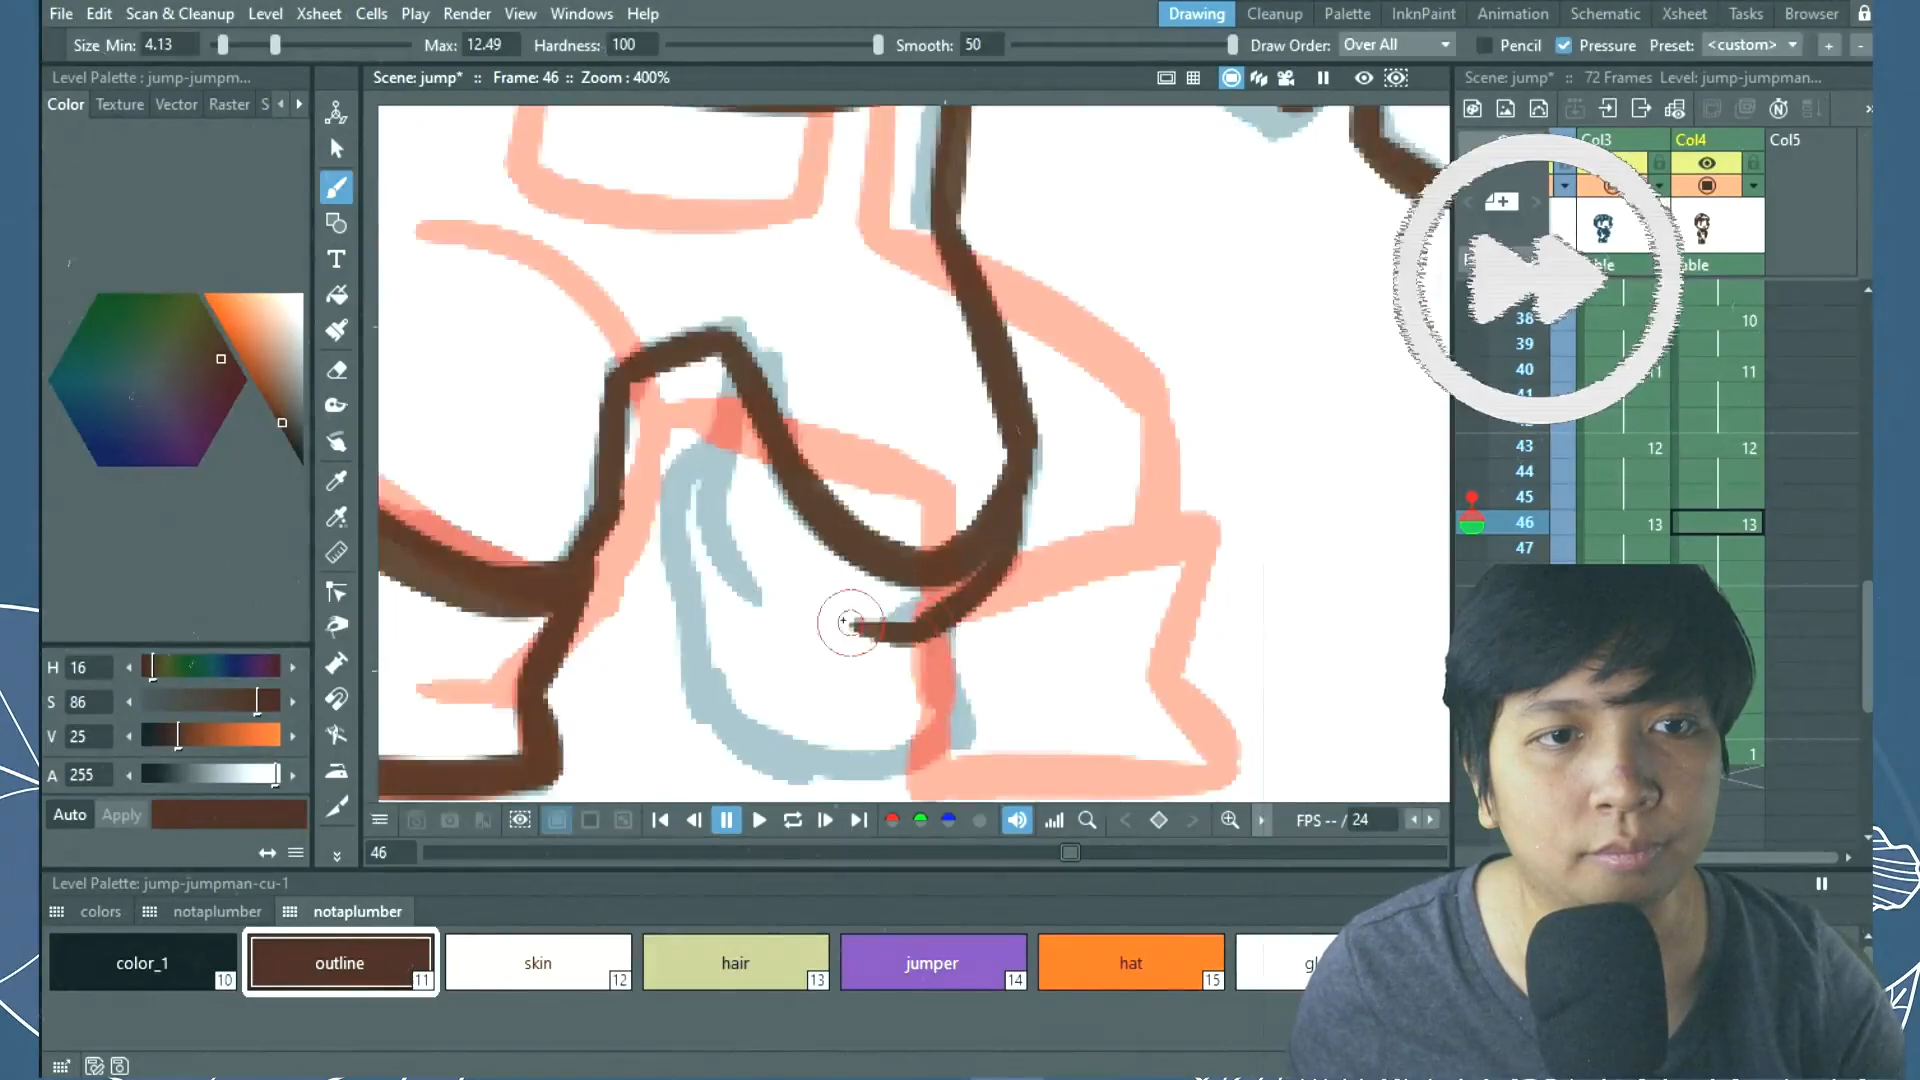 File Edit Scan & Cleanup Level Xsheet Cells Play Render View Windows Help
Drawing Cleanup Palette InknPaint Animation Schematic Xsheet Tasks Browser
Size Min: 4.13 Max: 12.49 Hardness: 100 Smooth: 50 Draw Order: Over All Pencil Pressure Preset: <custom> + -
Level Palette : jump-jumpm...
Scene: jump* :: Frame: 46 :: Zoom : 400%
Scene: jump* :: 72 Frames Level: jump-jumpman...
Color Texture Vector Raster S
Col3 Col4 Col5
38 10
39
40 11 11
43 12 12
44
45
46 13 13
47
1
H 16
S 86
V 25
A 255
Auto Apply
FPS -- / 24
46
Level Palette: jump-jumpman-cu-1
colors notaplumber notaplumber
color_1 10
outline 11
skin 12
hair 13
jumper 14
hat 15